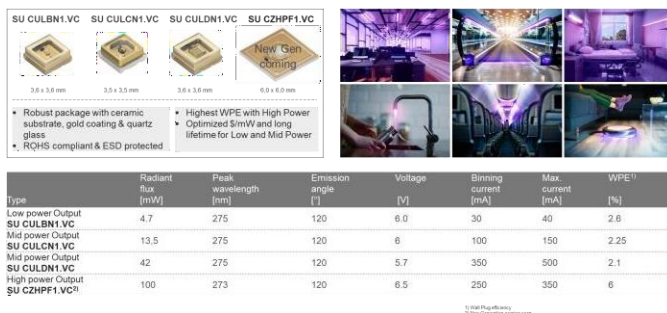 SU CULBN1.VC SU CULCN1.VC SU CULDN1.VC SU CZHPF1.VC
New Gen
coming
3,6 x 3,6 mm 3,5 x 3,5 mm 3,6 x 3,6 mm 6,0 x 6,0 mm
• Robust package with ceramic
substrate, gold coating & quartz
glass
• ROHS compliant & ESD protected
• Highest WPE with High Power
• Optimized $/mW and long
lifetime for Low and Mid Power
Type Radiant flux [mW] Peak wavelength [nm] Emission angle [°] Voltage [V] Binning current [mA] Max. current [mA] WPE1) [%]
Low power Output
SU CULBN1.VC 4.7 275 120 6.0 30 40 2.6
Mid power Output
SU CULCN1.VC 13,5 275 120 6 100 150 2.25
Mid power Output
SU CULDN1.VC 42 275 120 5.7 350 500 2.1
High power Output
SU CZHPF1.VC2) 100 273 120 6.5 250 350 6
1) Wall Plug efficiency